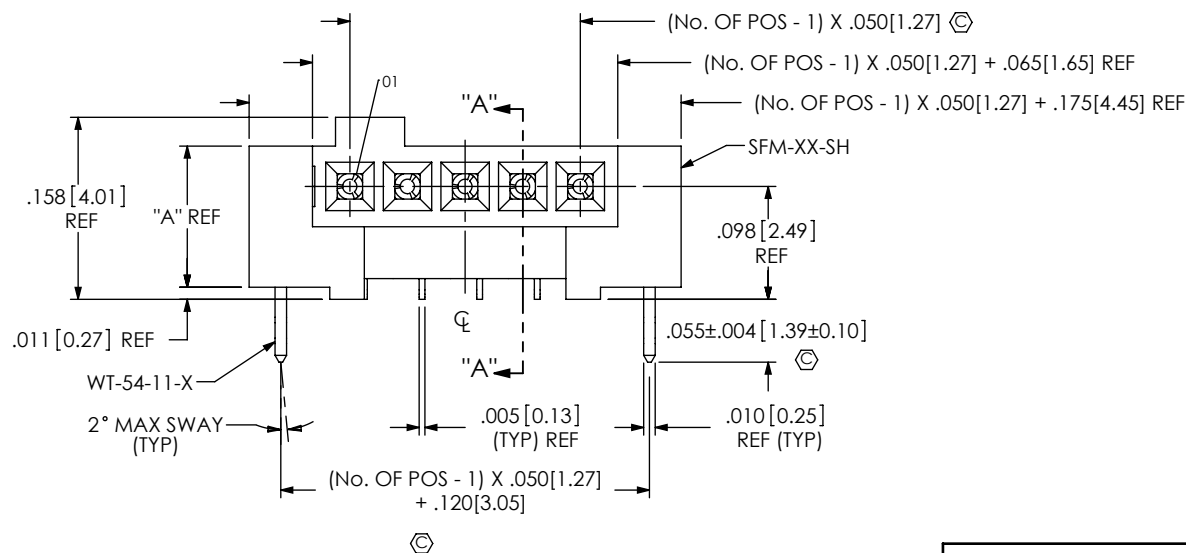 (No. OF POS - 1) X .050[1.27] Ⓒ
(No. OF POS - 1) X .050[1.27] + .065[1.65] REF
01
"A"
(No. OF POS - 1) X .050[1.27] + .175[4.45] REF
SFM-XX-SH
.158[4.01]
REF
"A" REF
.098[2.49]
REF
.011[0.27] REF
℄
.055±.004[1.39±0.10]
Ⓒ
"A"
WT-54-11-X
2° MAX SWAY
(TYP)
.005[0.13]
(TYP) REF
.010[0.25]
REF (TYP)
(No. OF POS - 1) X .050[1.27]
+ .120[3.05]
Ⓒ